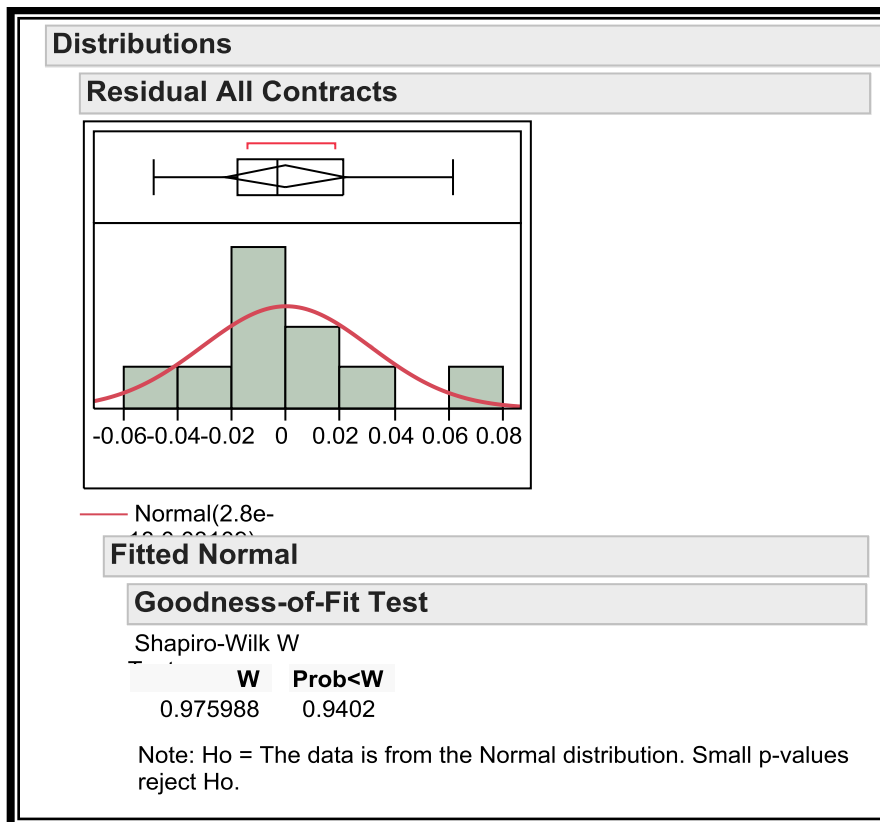 Distributions
Residual All Contracts
-0.06-0.04-0.02 0 0.02 0.04 0.06 0.08
Normal(2.8e-
Fitted Normal
Goodness-of-Fit Test
Shapiro-Wilk W
W Prob<W
0.975988 0.9402
Note: Ho = The data is from the Normal distribution. Small p-values
reject Ho.